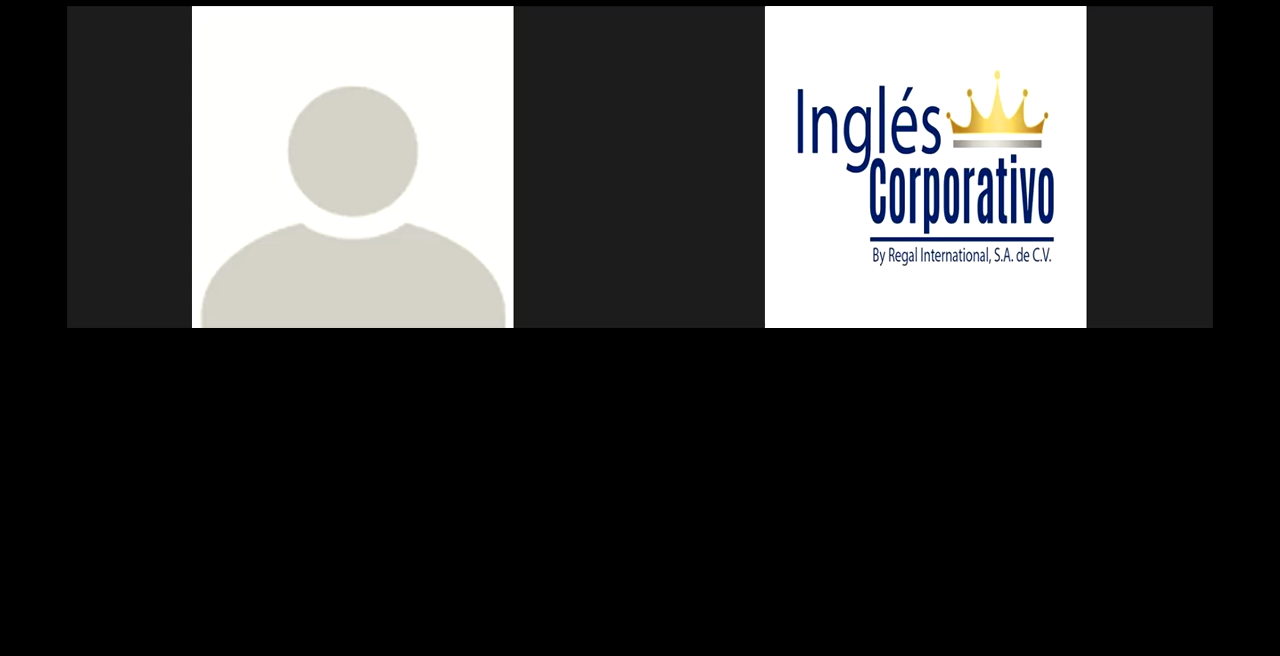 Inglés
Corporativo
By Regal International, S.A. de C.V.